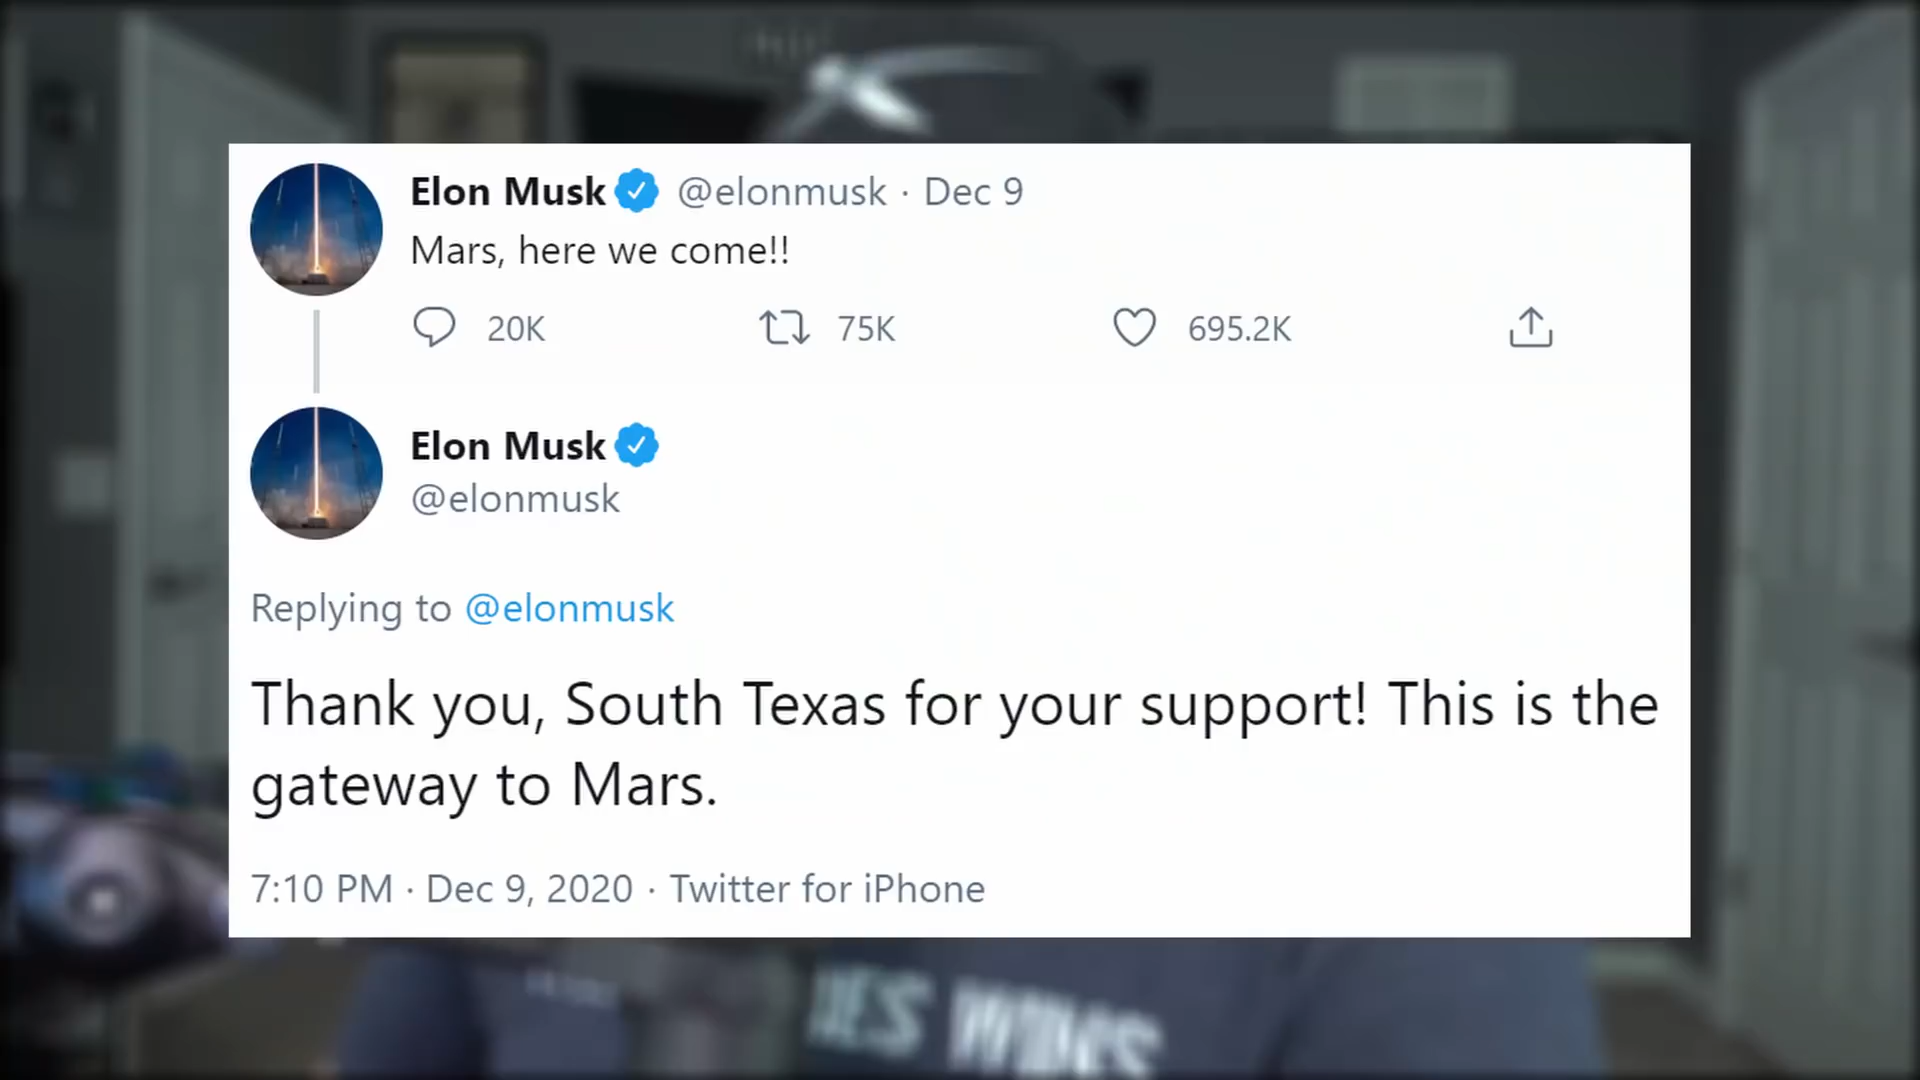 Elon Musk @elonmusk · Dec 9
Mars, here we come!!
20K 75K 695.2K
Elon Musk
@elonmusk
Replying to @elonmusk
Thank you, South Texas for your support! This is the
gateway to Mars.
7:10 PM · Dec 9, 2020 · Twitter for iPhone